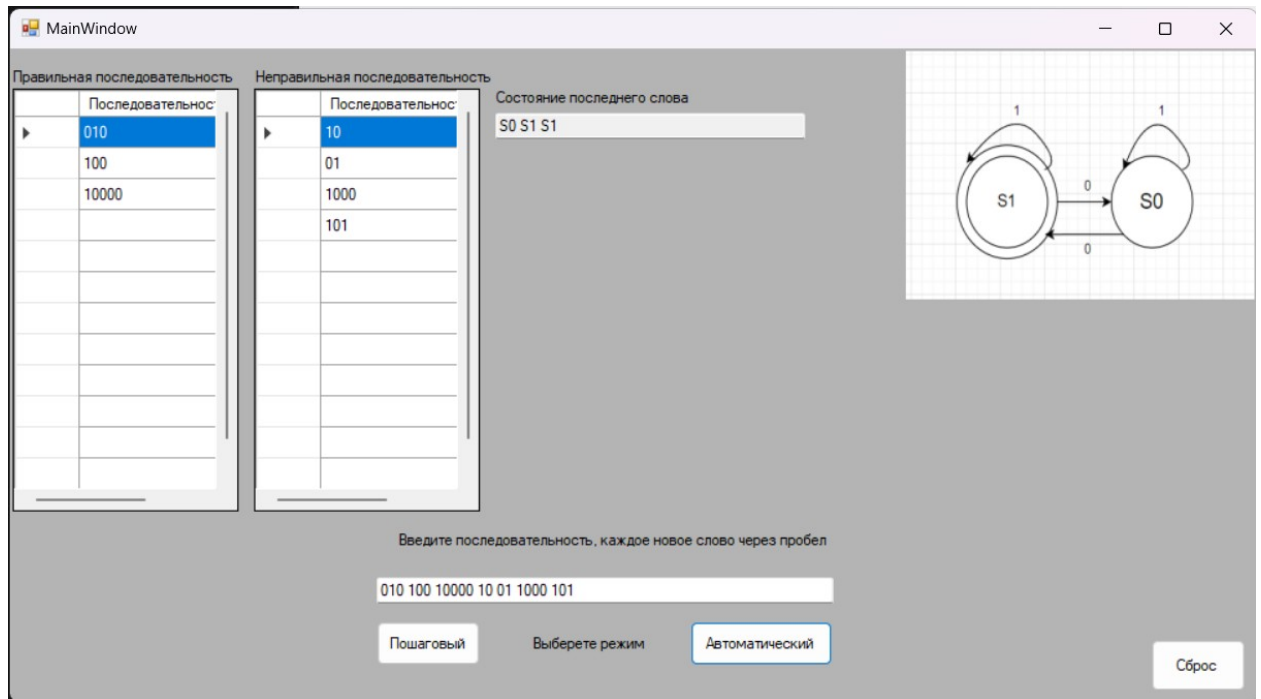 MainWindow
Правильная последовательность
Неправильная последовательность
Последовательнос
010
100
10000
Последовательнос
10
01
1000
101
Состояние последнего слова
S0 S1 S1
1
1
S1
0
S0
0
Введите последовательность, каждое новое слово через пробел
010 100 10000 10 01 1000 101
Пошаговый
Выберете режим
Автоматический
Сброс